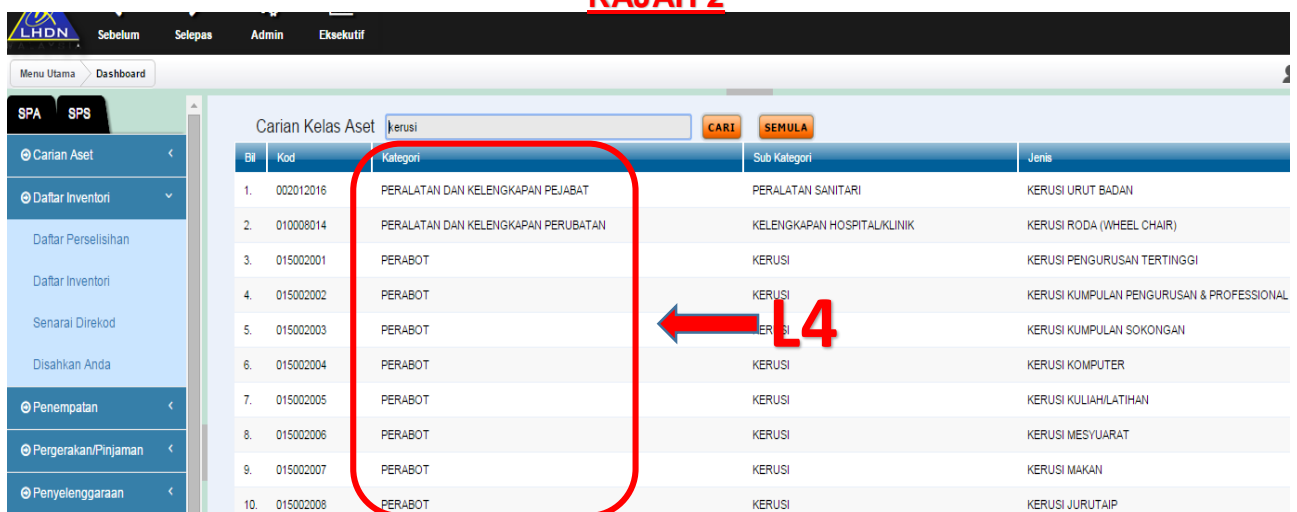 RAJAH 2
LHDN
Sebelum Selepas Admin Eksekutif
Menu Utama Dashboard
SPA SPS
Carian Kelas Aset kerusi CARI SEMULA
Carian Aset
Bil Kod Kategori Sub Kategori Jenis
1. 002012016 PERALATAN DAN KELENGKAPAN PEJABAT PERALATAN SANITARI KERUSI URUT BADAN
Daftar Inventori
2. 010008014 PERALATAN DAN KELENGKAPAN PERUBATAN KELENGKAPAN HOSPITAL/KLINIK KERUSI RODA (WHEEL CHAIR)
Daftar Perselisihan
3. 015002001 PERABOT KERUSI KERUSI PENGURUSAN TERTINGGI
Daftar Inventori
4. 015002002 PERABOT KERUSI KERUSI KUMPULAN PENGURUSAN & PROFESSIONAL
Senarai Direkod
5. 015002003 PERABOT KERUSI KERUSI KUMPULAN SOKONGAN
L4
Disahkan Anda
6. 015002004 PERABOT KERUSI KERUSI KOMPUTER
Penempatan
7. 015002005 PERABOT KERUSI KERUSI KULIAH/LATIHAN
8. 015002006 PERABOT KERUSI KERUSI MESYUARAT
Pergerakan/Pinjaman
9. 015002007 PERABOT KERUSI KERUSI MAKAN
Penyelenggaraan
10. 015002008 PERABOT KERUSI KERUSI JURUTAIP